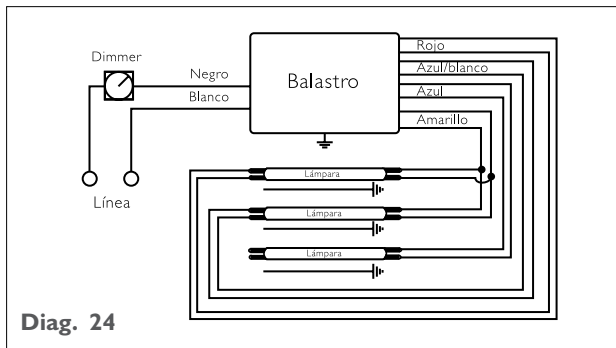 Dimmer
Negro
Blanco
Línea
Balastro
Rojo
Azul/blanco
Azul
Amarillo
Lámpara
Lámpara
Lámpara
Diag. 24